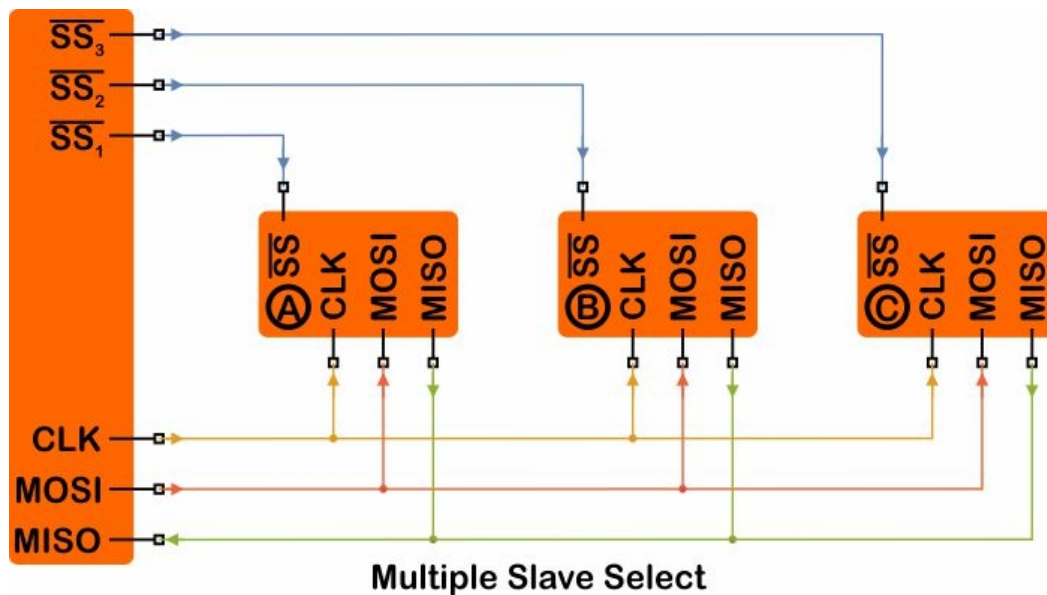 SS3
SS2
SS1
SS
CLK
MOSI
MISO
A
SS
CLK
MOSI
MISO
B
SS
CLK
MOSI
MISO
C
CLK
MOSI
MISO
Multiple Slave Select